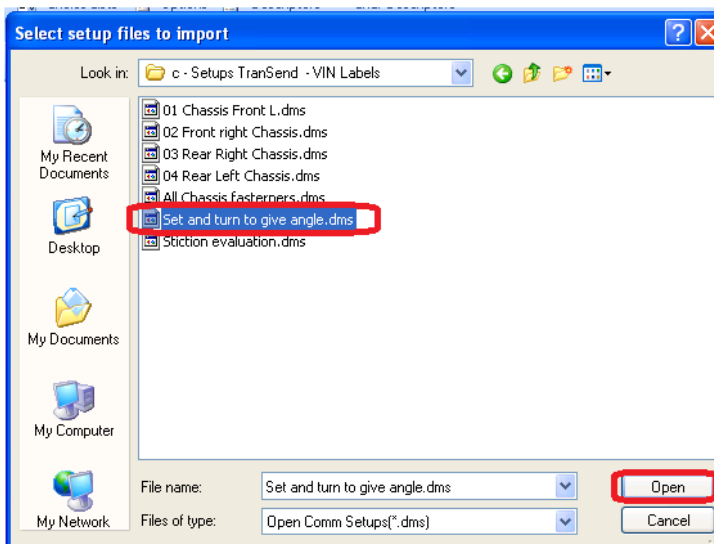 Select setup files to import
Look in:
c - Setups TranSend - VIN Labels
My Recent
Documents
Desktop
My Documents
My Computer
My Network
01 Chassis Front L.dms
02 Front right Chassis.dms
03 Rear Right Chassis.dms
04 Rear Left Chassis.dms
All Chassis fasterners.dms
Set and turn to give angle.dms
Stiction evaluation.dms
File name:
Set and turn to give angle.dms
Open
Files of type:
Open Comm Setups(*.dms)
Cancel